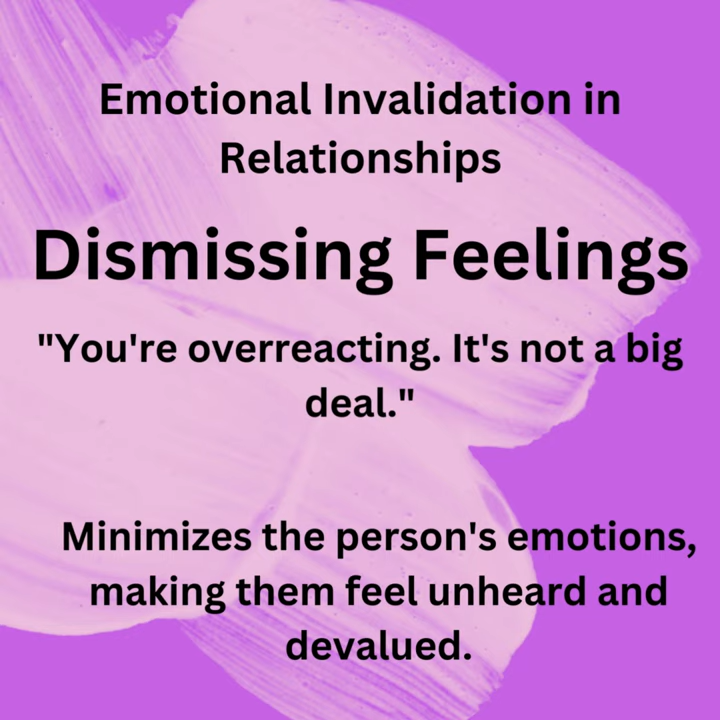 Emotional Invalidation in
Relationships
Dismissing Feelings
"You're overreacting. It's not a big
deal."
Minimizes the person's emotions,
making them feel unheard and
devalued.